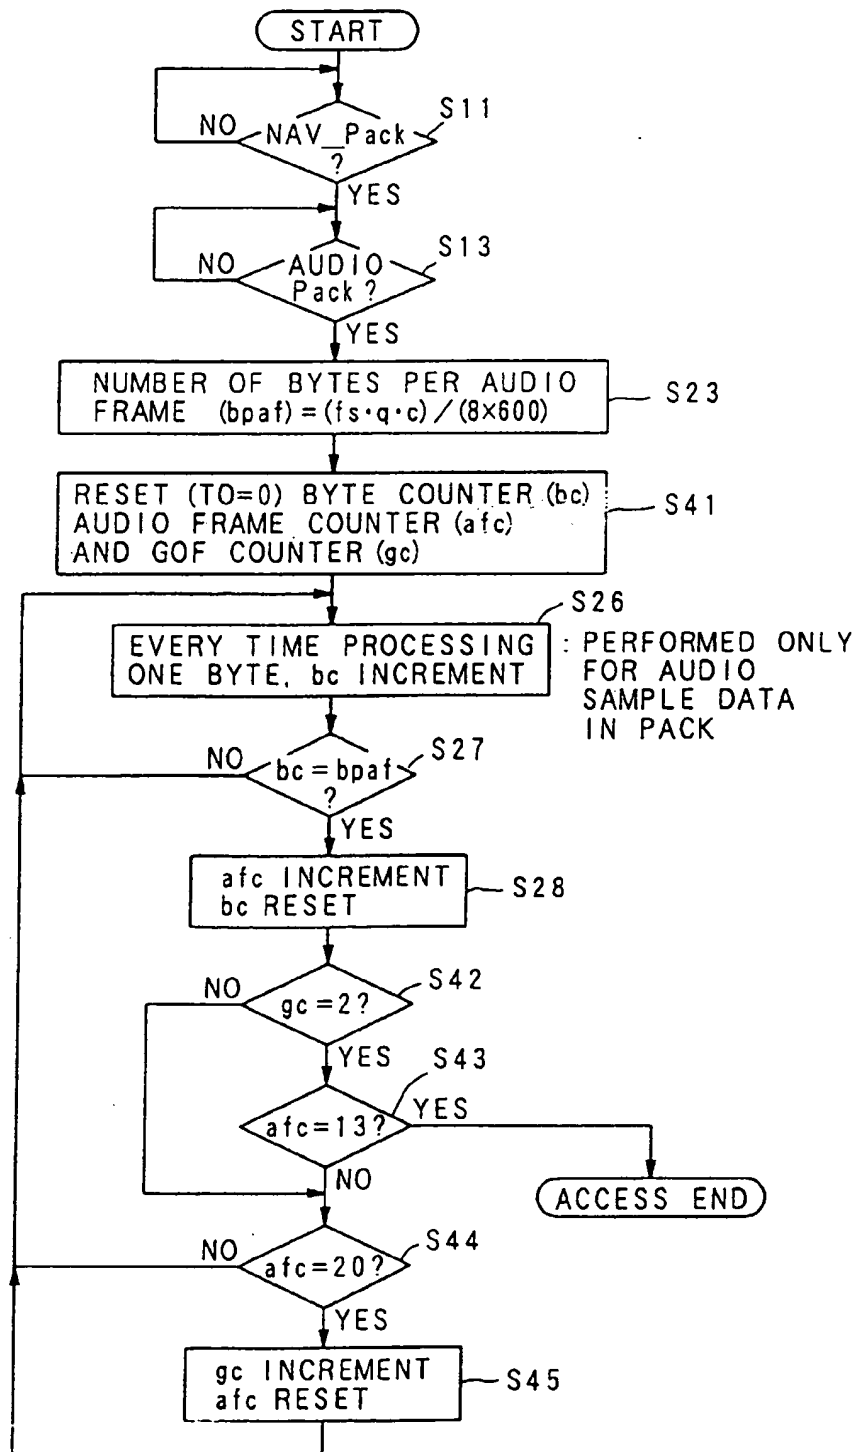 START
S11
NO
NAV_Pack
?
YES
S13
NO
AUDIO
Pack?
YES
NUMBER OF BYTES PER AUDIO
FRAME (bpaf)=(fs·q·c)/(8×600)
S23
RESET (TO=0) BYTE COUNTER (bc)
AUDIO FRAME COUNTER (afc)
AND GOF COUNTER (gc)
S41
S26
EVERY TIME PROCESSING
ONE BYTE, bc INCREMENT
: PERFORMED ONLY
FOR AUDIO
SAMPLE DATA
IN PACK
S27
NO
bc=bpaf
?
YES
afc INCREMENT
bc RESET
S28
S42
NO
gc=2?
YES
S43
afc=13?
YES
NO
ACCESS END
S44
NO
afc=20?
YES
gc INCREMENT
afc RESET
S45